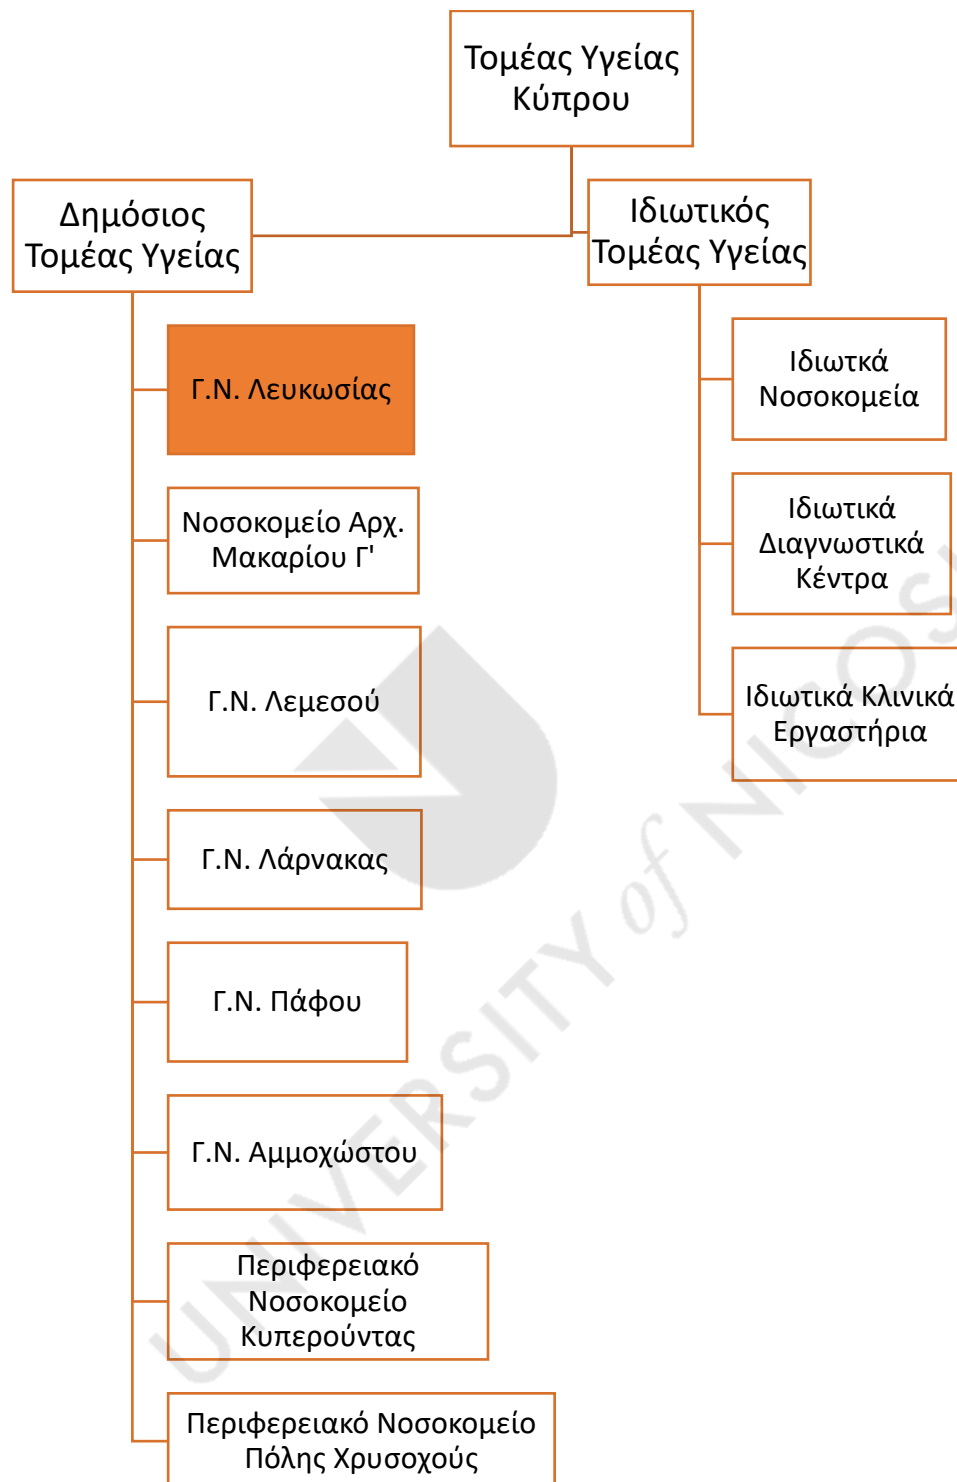 Τομέας Υγείας
Κύπρου
Δημόσιος
Τομέας Υγείας
Ιδιωτικός
Τομέας Υγείας
Γ.Ν. Λευκωσίας
Νοσοκομείο Αρχ.
Μακαρίου Γ'
Γ.Ν. Λεμεσού
Γ.Ν. Λάρνακας
Γ.Ν. Πάφου
Γ.Ν. Αμμοχώστου
Περιφερειακό
Νοσοκομείο
Κυπερούντας
Περιφερειακό Νοσοκομείο
Πόλης Χρυσοχούς
Ιδιωτκά
Νοσοκομεία
Ιδιωτικά
Διαγνωστικά
Κέντρα
Ιδιωτικά Κλινικά
Εργαστήρια
UNIVERSITY of NICOS